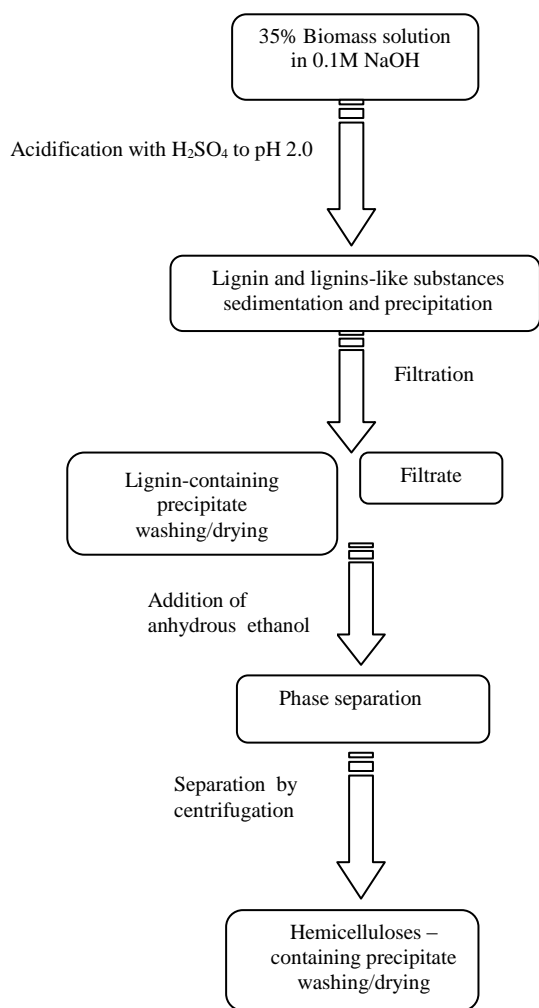 35% Biomass solution
in 0.1M NaOH
Acidification with H₂SO₄ to pH 2.0
Lignin and lignins-like substances
sedimentation and precipitation
Filtration
Lignin-containing
precipitate
washing/drying
Filtrate
Addition of
anhydrous ethanol
Phase separation
Separation by
centrifugation
Hemicelluloses –
containing precipitate
washing/drying